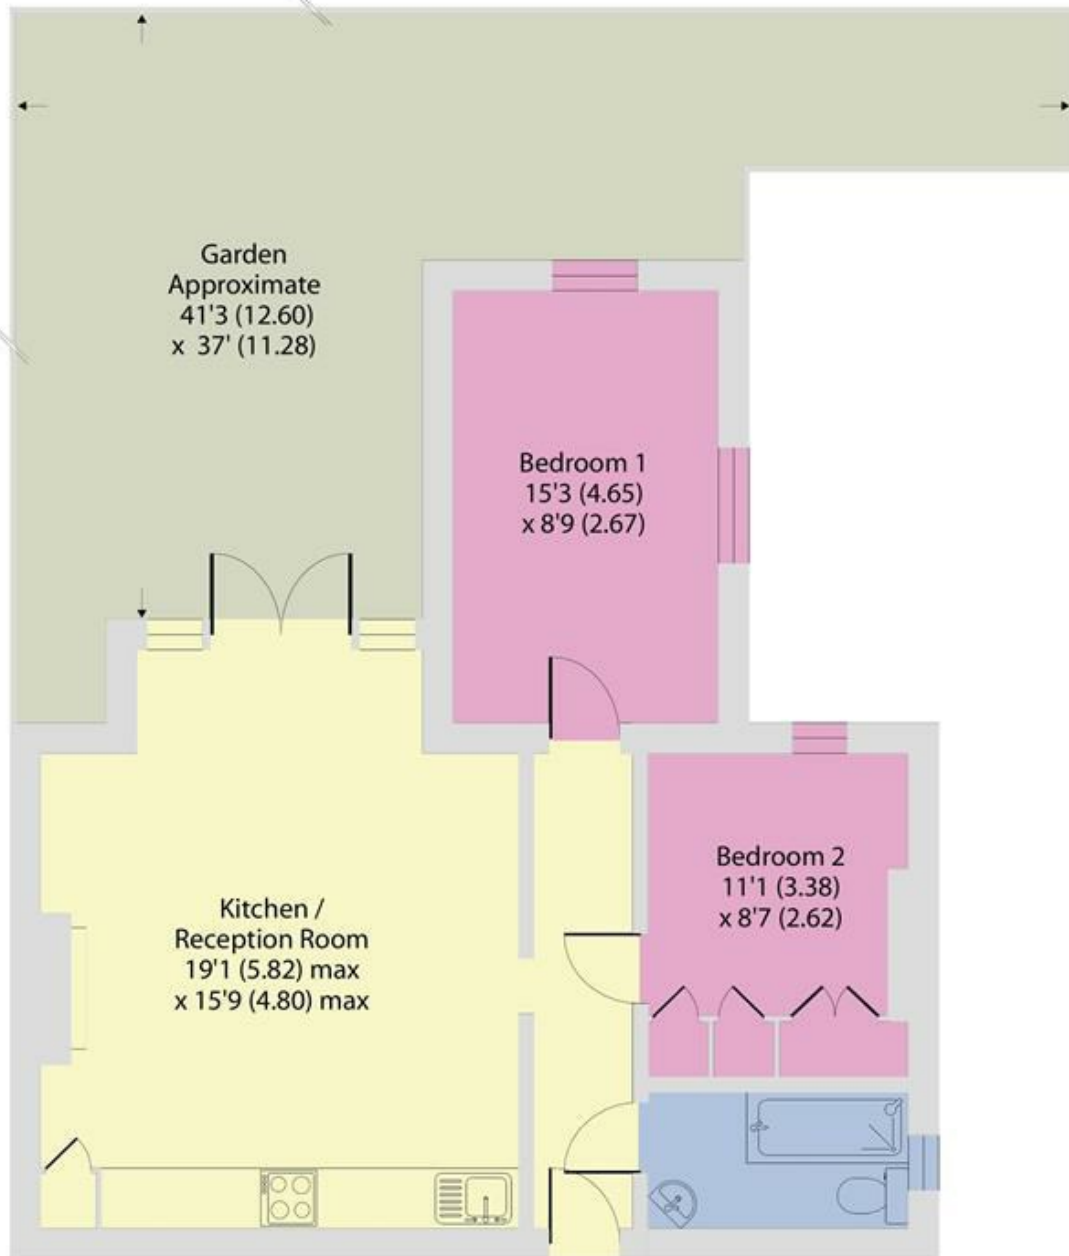 Garden
Approximate
41'3 (12.60)
x 37' (11.28)
Bedroom 1
15'3 (4.65)
x 8'9 (2.67)
Bedroom 2
11'1 (3.38)
x 8'7 (2.62)
Kitchen /
Reception Room
19'1 (5.82) max
x 15'9 (4.80) max